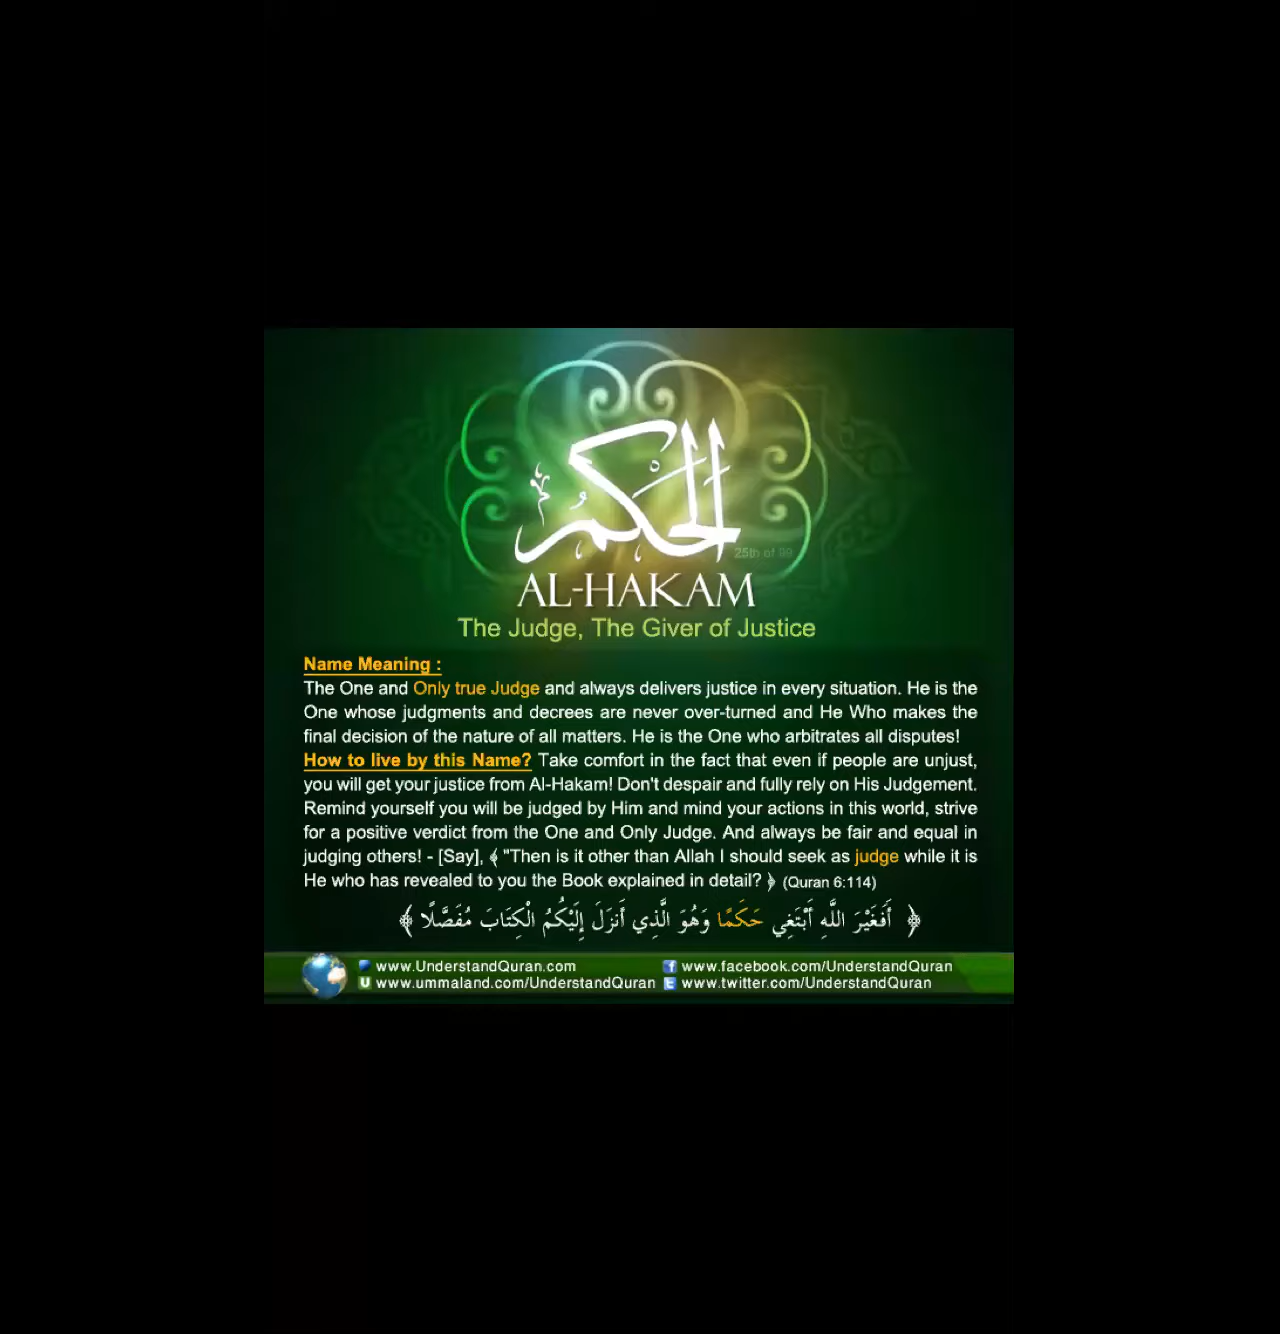 الحكم
25th of 99
AL-HAKAM
The Judge, The Giver of Justice
Name Meaning :
The One and Only true Judge and always delivers justice in every situation. He is the
One whose judgments and decrees are never over-turned and He Who makes the
final decision of the nature of all matters. He is the One who arbitrates all disputes!
How to live by this Name? Take comfort in the fact that even if people are unjust,
you will get your justice from Al-Hakam! Don't despair and fully rely on His Judgement.
Remind yourself you will be judged by Him and mind your actions in this world, strive
for a positive verdict from the One and Only Judge. And always be fair and equal in
judging others! - [Say], ﴾ "Then is it other than Allah I should seek as judge while it is
He who has revealed to you the Book explained in detail? ﴿ (Quran 6:114)
﴿ أَفَغَيْرَ اللَّهِ أَبْتَغِي حَكَمًا وَهُوَ الَّذِي أَنزَلَ إِلَيْكُمُ الْكِتَابَ مُفَصَّلًا ﴾
www.UnderstandQuran.com
www.facebook.com/UnderstandQuran
www.ummaland.com/UnderstandQuran
www.twitter.com/UnderstandQuran